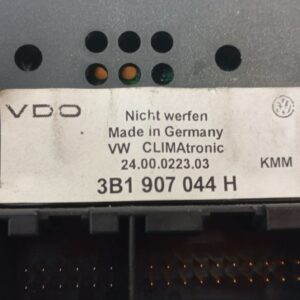 VDO
Nicht werfen
Made in Germany
VW CLIMAtronic
24.00.0223.03
KMM
3B1 907 044 H